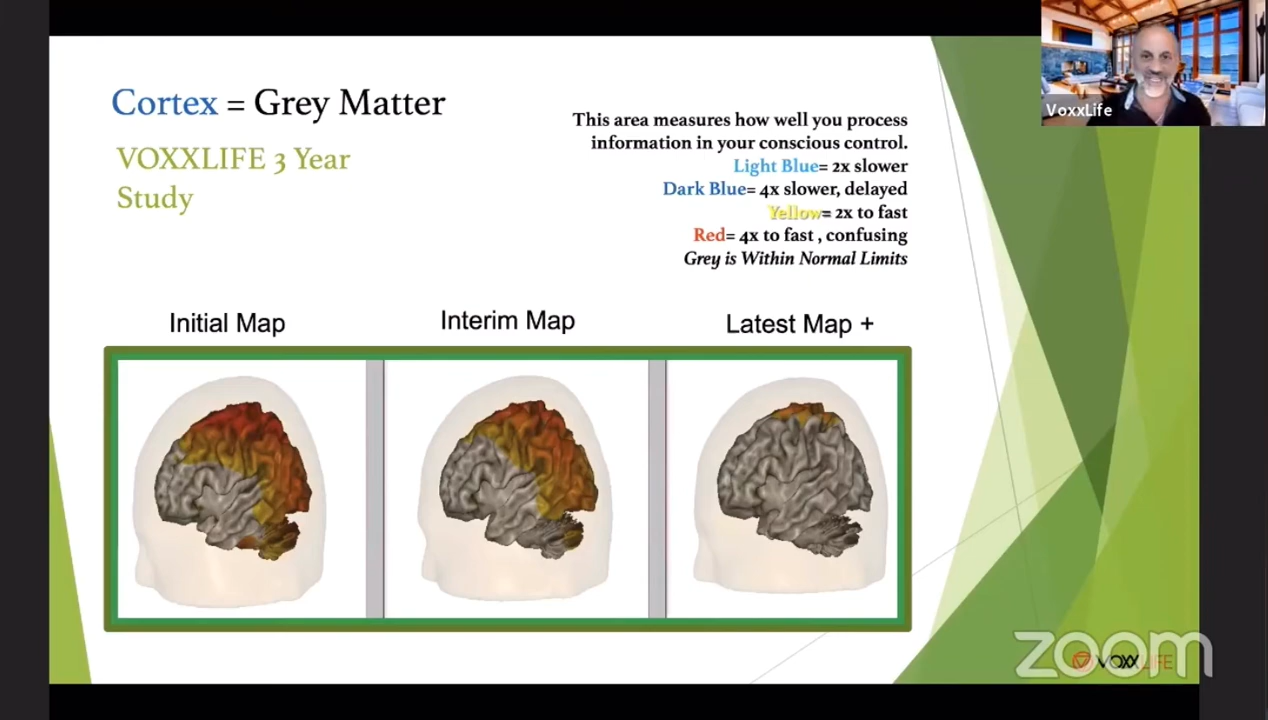 Cortex = Grey Matter
VOXXLIFE 3 Year
Study
This area measures how well you process
information in your conscious control.
Light Blue= 2x slower
Dark Blue= 4x slower, delayed
Yellow= 2x to fast
Red= 4x to fast , confusing
Grey is Within Normal Limits
VoxxLife
Initial Map
Interim Map
Latest Map +
zoom
VOXXLIFE